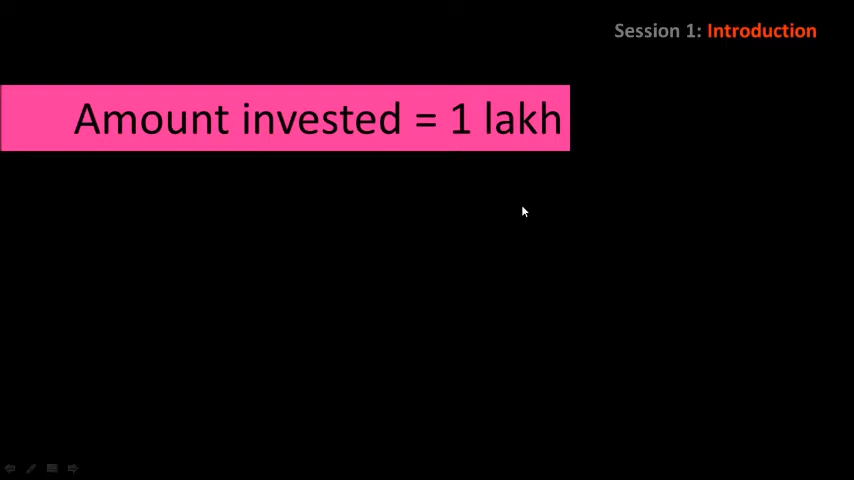 Session 1: Introduction
Amount invested = 1 lakh